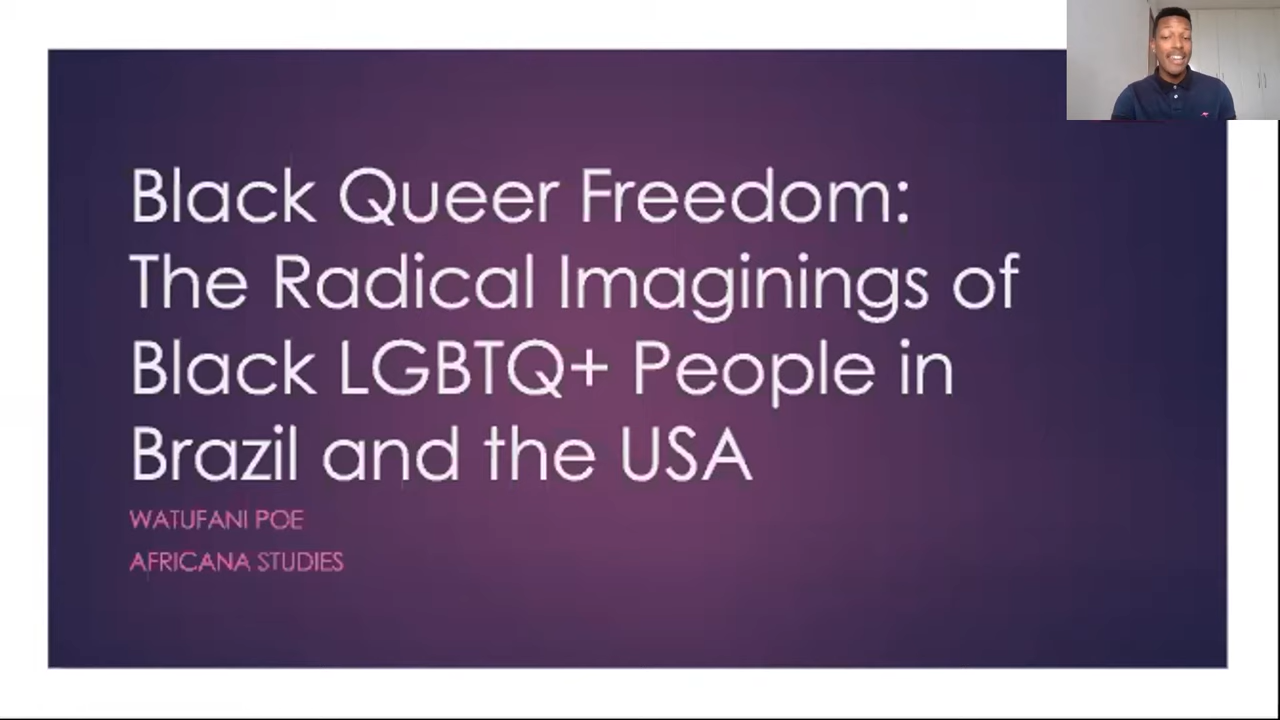 Black Queer Freedom:
The Radical Imaginings of
Black LGBTQ+ People in
Brazil and the USA
WATUFANI POE
AFRICANA STUDIES